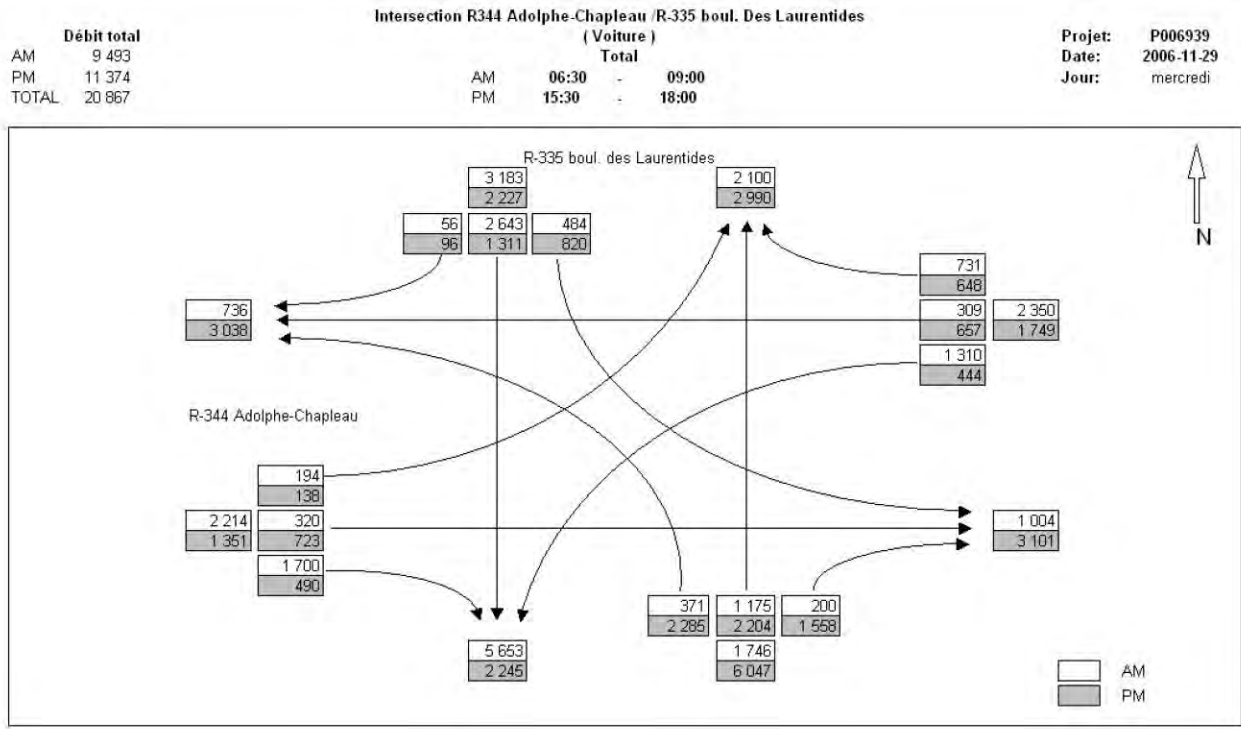 Intersection R344 Adolphe-Chapleau /R-335 boul. Des Laurentides
Débit total ( Voiture ) Projet: P006939
AM 9 493 Total Date: 2006-11-29
PM 11 374 AM 06:30 - 09:00 Jour: mercredi
TOTAL 20 867 PM 15:30 - 18:00
R-335 boul. des Laurentides
3 183 2 100
2 227 2 990
56 2 643 484
96 1 311 820
N
731
648
736 309 2 350
3 038 657 1 749
1 310
444
R-344 Adolphe-Chapleau
194
138
2 214 320 1 004
1 351 723 3 101
1 700
490
371 1 175 200
2 285 2 204 1 558
5 653 1 746
2 245 6 047
AM
PM